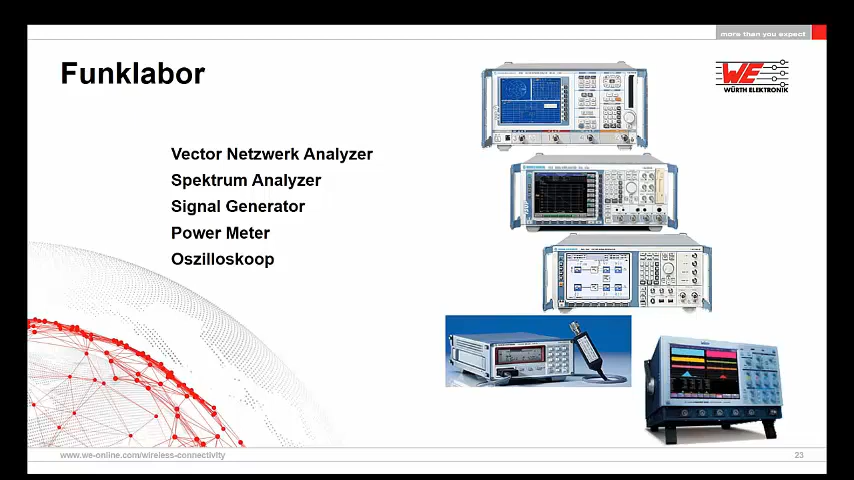 more than you expect
Funklabor
WE
WÜRTH ELEKTRONIK
Vector Netzwerk Analyzer
Spektrum Analyzer
Signal Generator
Power Meter
Oszilloskoop
www.we-online.com/wireless-connectivity
23